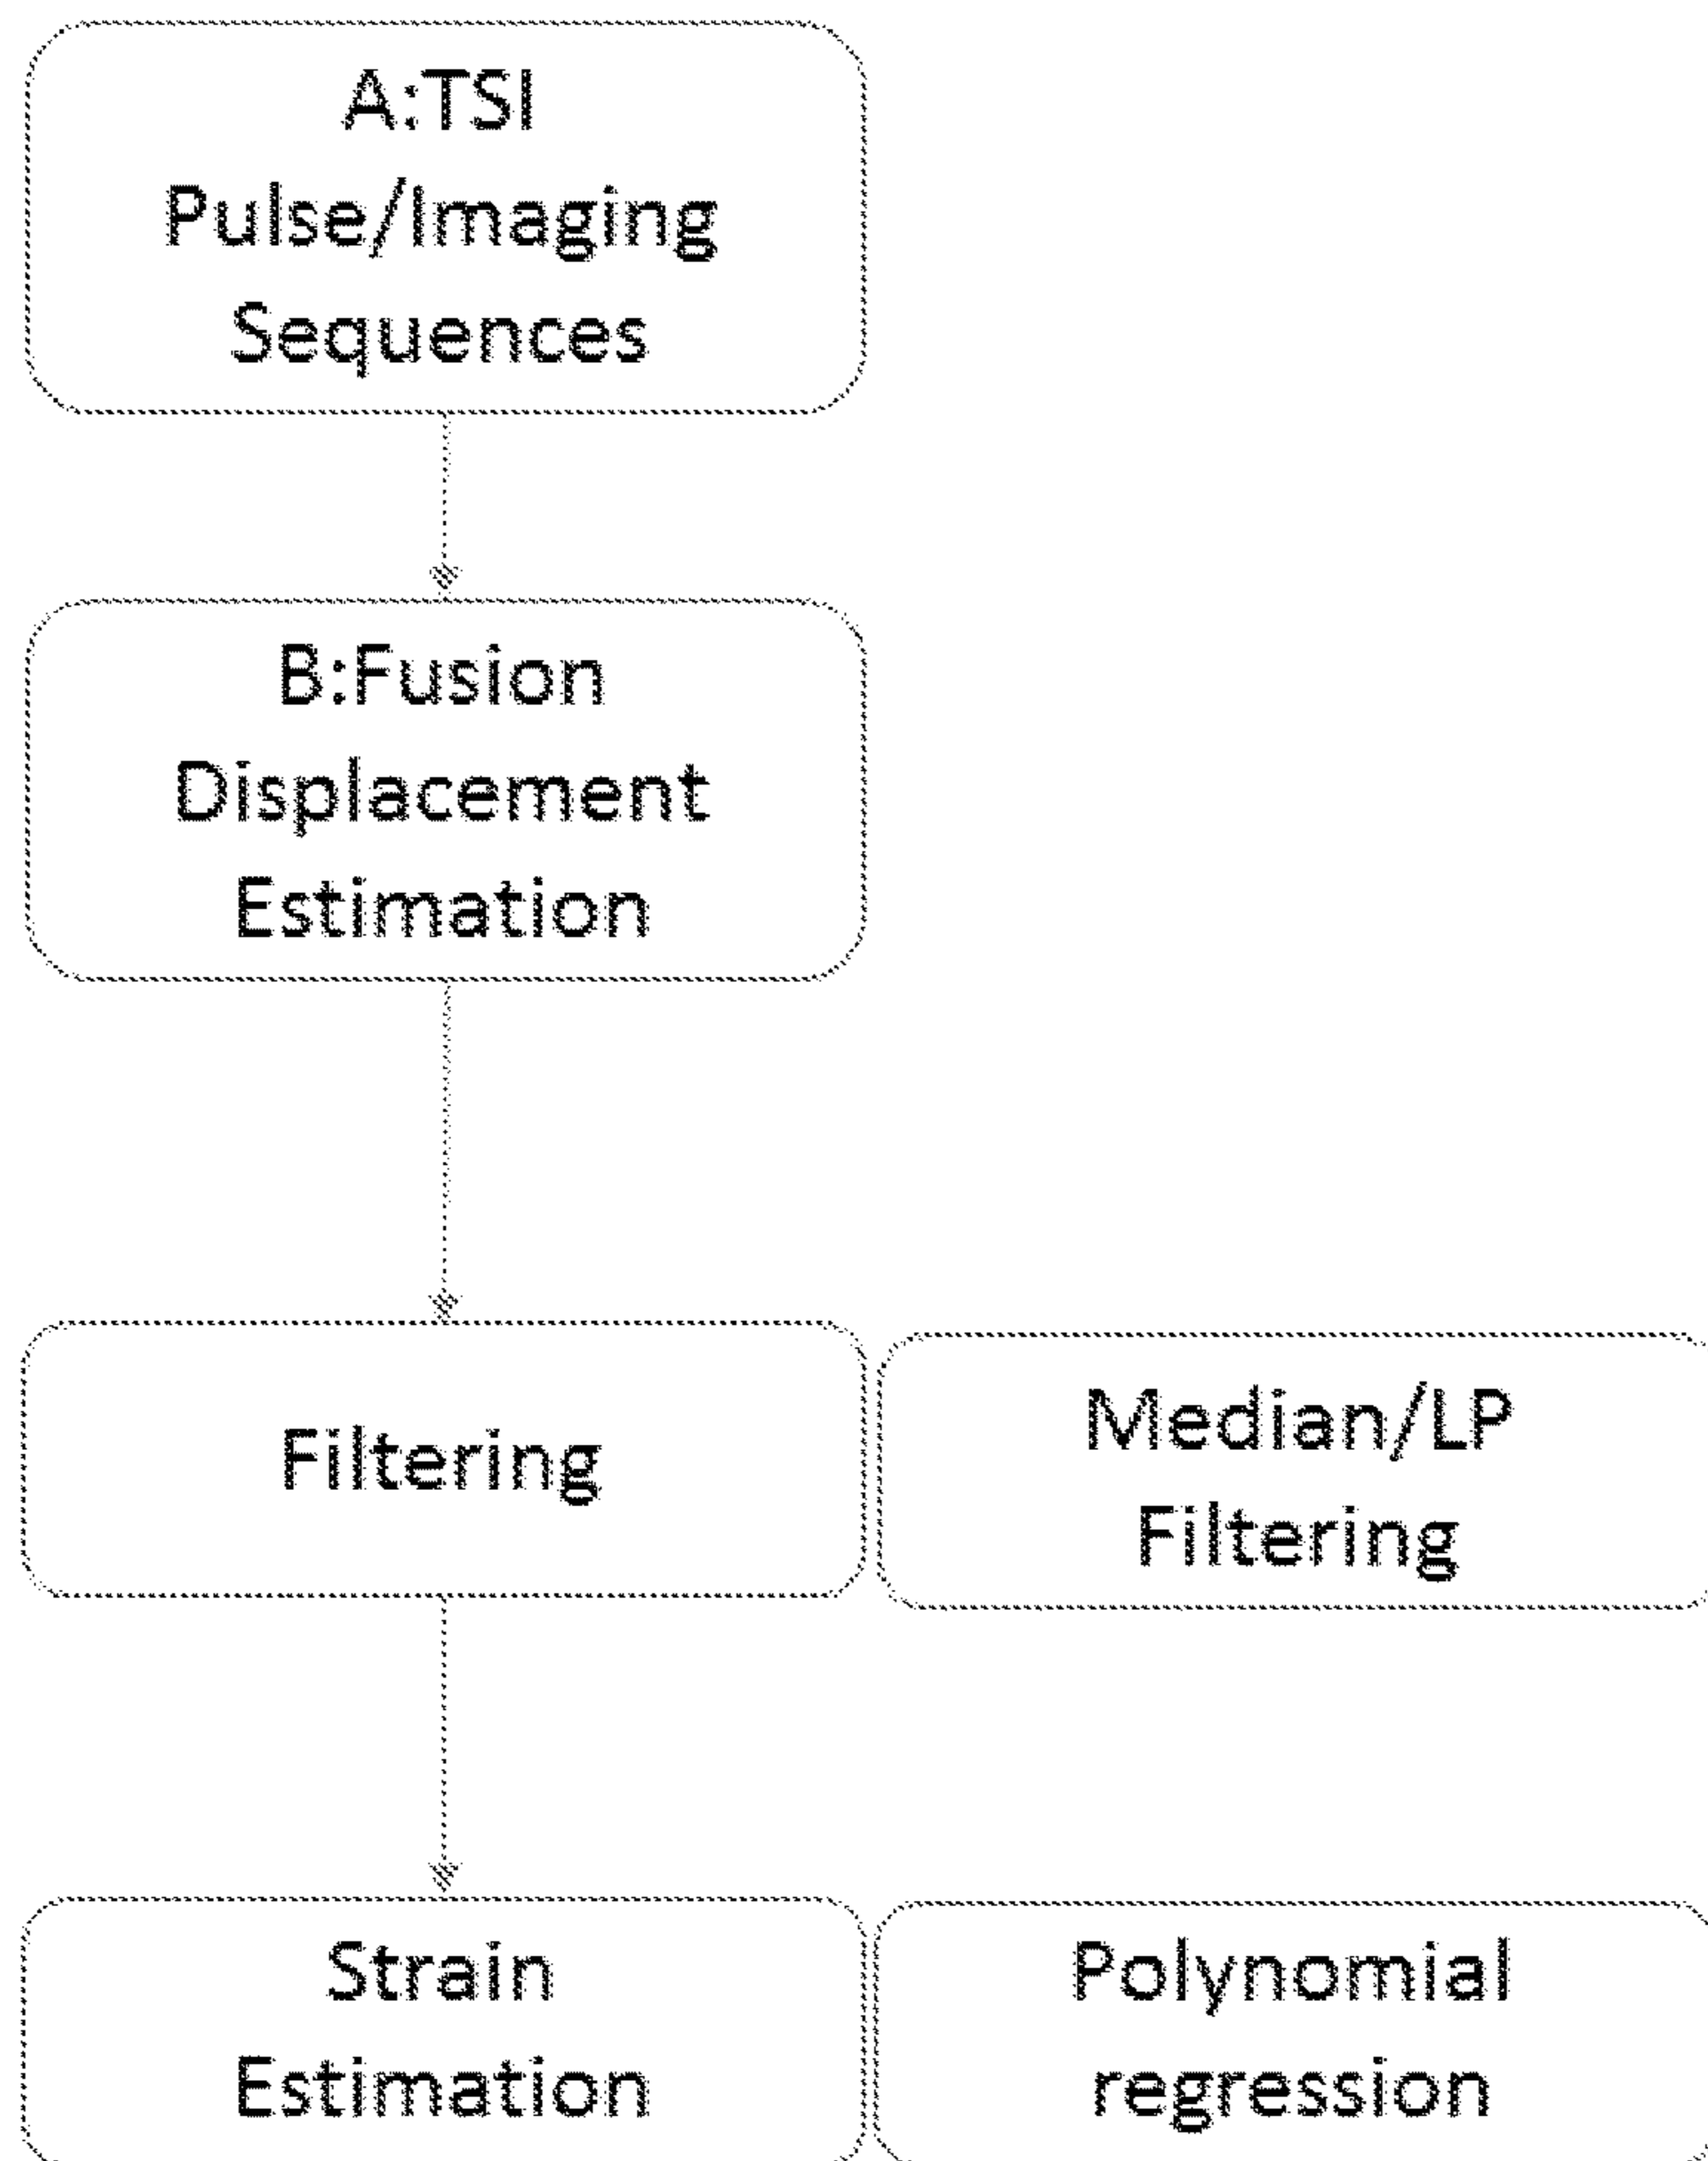 A:TSI
Pulse/Imaging
Sequences
B:Fusion
Displacement
Estimation
Filtering
Median/LP
Filtering
Strain
Estimation
Polynomial
regression